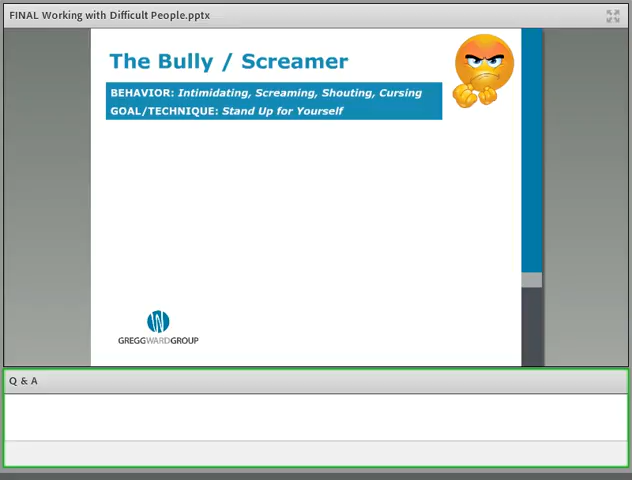 FINAL Working with Difficult People.pptx
The Bully / Screamer
BEHAVIOR: Intimidating, Screaming, Shouting, Cursing
GOAL/TECHNIQUE: Stand Up for Yourself
GREGGWARDGROUP
Q & A